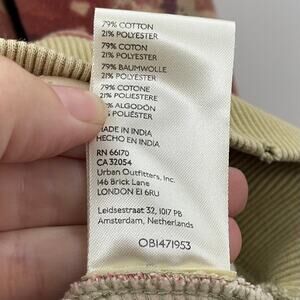 79% COTTON
21% POLYESTER
79% COTON
21% POLYESTER
79% BAUMWOLLE
21% POLYESTER
79% COTONE
21% POLIESTERE
ALGODÓN
POLIÉSTER
MADE IN INDIA
HECHO EN INDIA
RN 66170
CA 32054
Urban Outfitters, Inc.
146 Brick Lane
LONDON E1 6RU
Leidsestraat 32, 1017 PB
Amsterdam, Netherlands
OB1471953